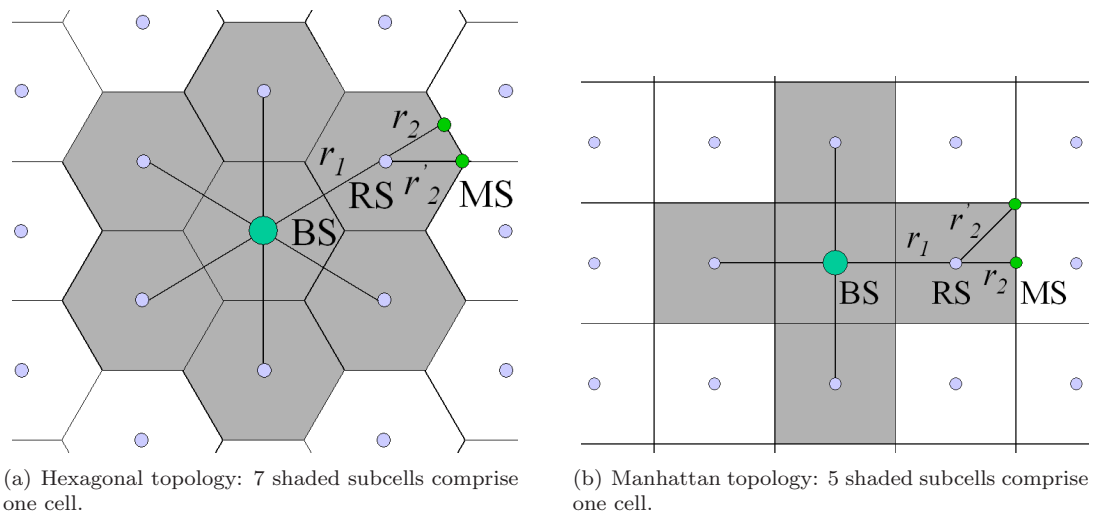 r2
r1
RS
r'2
MS
BS
r'2
r1
r2
BS
RS
MS
(a) Hexagonal topology: 7 shaded subcells comprise
one cell.
(b) Manhattan topology: 5 shaded subcells comprise
one cell.